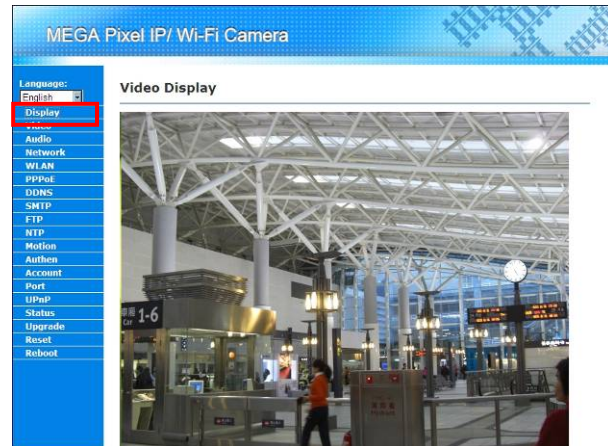 MEGA Pixel IP/ Wi-Fi Camera
Language:
English
Display
Video
Audio
Network
WLAN
PPPoE
DDNS
SMTP
FTP
NTP
Motion
Authen
Account
Port
UPnP
Status
Upgrade
Reset
Reboot
Video Display
Car 1-6